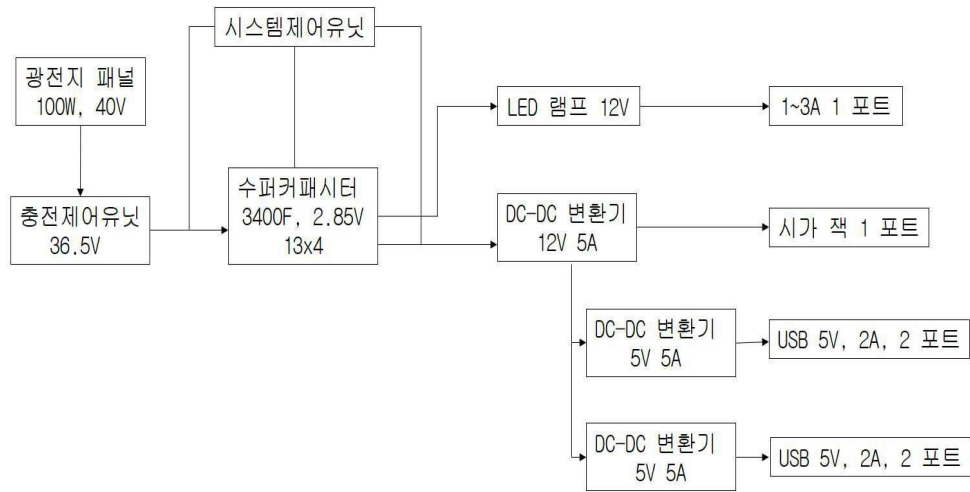 시스템제어유닛
광전지 패널
100W, 40V
LED 램프 12V
1~3A 1 포트
충전제어유닛
36.5V
수퍼커패시터
3400F, 2.85V
13x4
DC-DC 변환기
12V 5A
시가 잭 1 포트
DC-DC 변환기
5V 5A
USB 5V, 2A, 2 포트
DC-DC 변환기
5V 5A
USB 5V, 2A, 2 포트